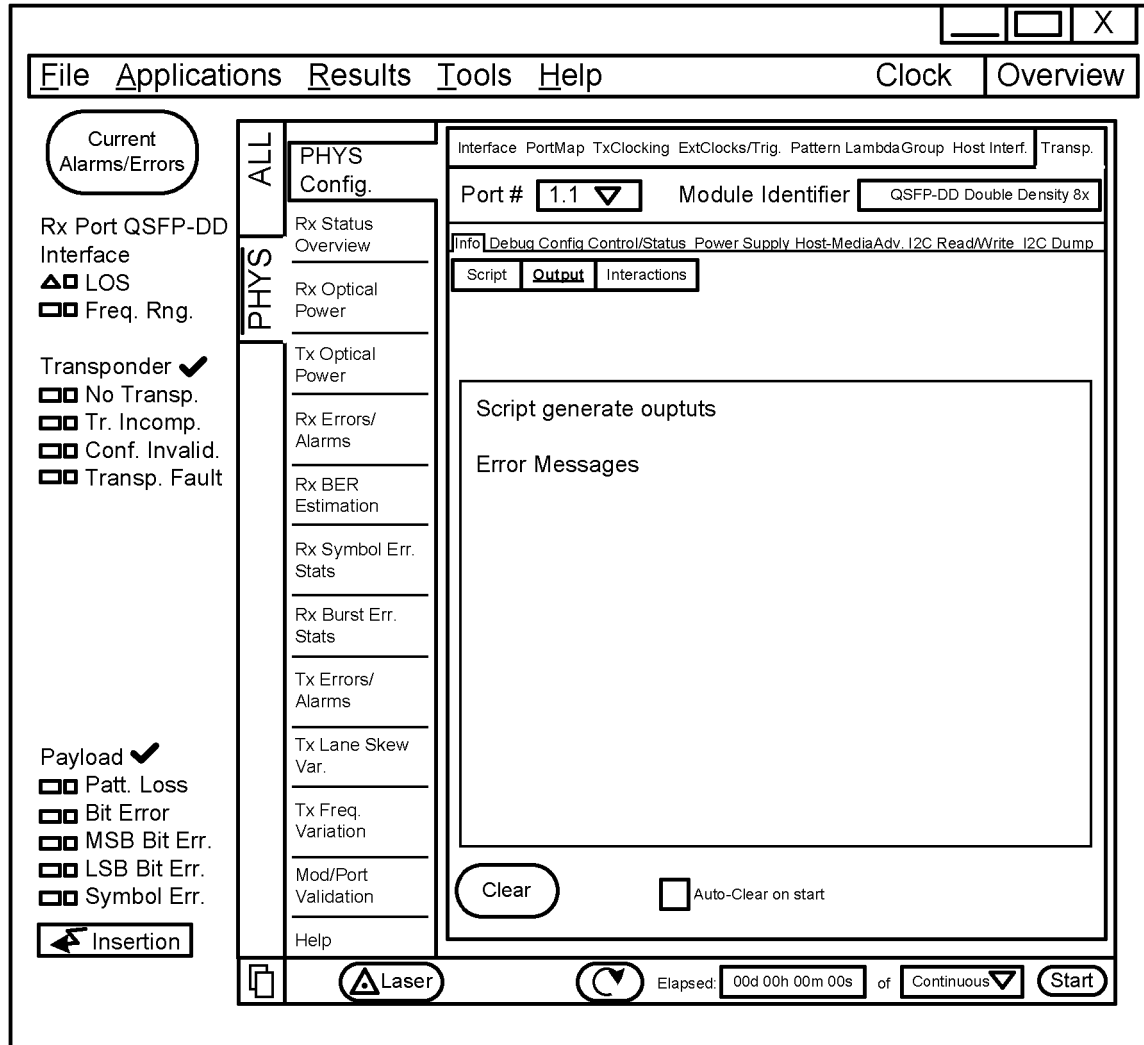 X
File Applications Results Tools Help Clock Overview
Current
Alarms/Errors
Rx Port QSFP-DD
Interface
LOS
Freq. Rng.
Transponder
No Transp.
Tr. Incomp.
Conf. Invalid.
Transp. Fault
Payload
Patt. Loss
Bit Error
MSB Bit Err.
LSB Bit Err.
Symbol Err.
Insertion
ALL
PHYS
PHYS
Config.
Rx Status
Overview
Rx Optical
Power
Tx Optical
Power
Rx Errors/
Alarms
Rx BER
Estimation
Rx Symbol Err.
Stats
Rx Burst Err.
Stats
Tx Errors/
Alarms
Tx Lane Skew
Var.
Tx Freq.
Variation
Mod/Port
Validation
Help
Interface PortMap TxClocking ExtClocks/Trig. Pattern LambdaGroup Host Interf. Transp.
Port # 1.1 Module Identifier QSFP-DD Double Density 8x
Info Debug Config Control/Status Power Supply Host-MediaAdv. I2C Read/Write I2C Dump
Script Output Interactions
Script generate ouptuts
Error Messages
Clear Auto-Clear on start
Laser Elapsed: 00d 00h 00m 00s of Continuous Start